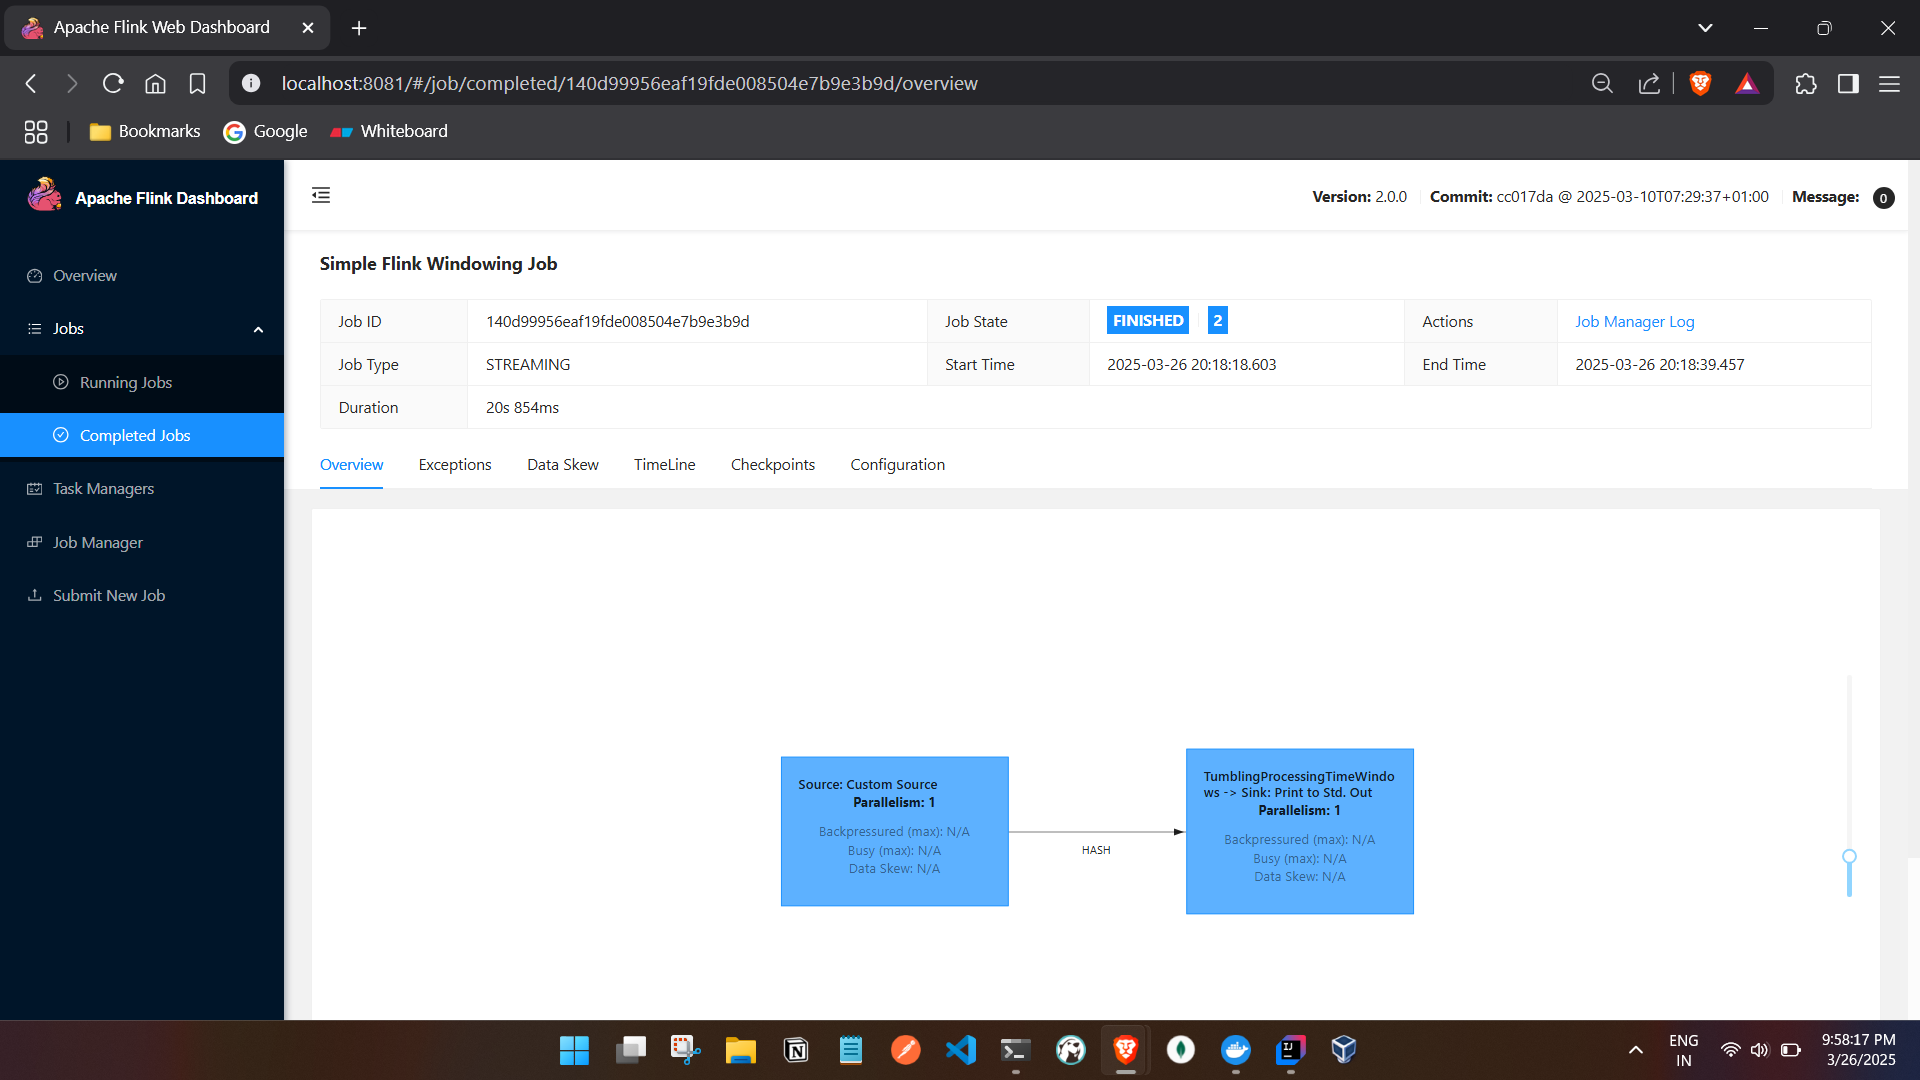 Apache Flink Web Dashboard
localhost:8081/#/job/completed/140d99956eaf19fde008504e7b9e3b9d/overview
Bookmarks
Google
Whiteboard
Apache Flink Dashboard
Version: 2.0.0
Commit: cc017da @ 2025-03-10T07:29:37+01:00
Message: 0
Overview
Jobs
Running Jobs
Completed Jobs
Task Managers
Job Manager
Submit New Job
Simple Flink Windowing Job
Job ID
140d99956eaf19fde008504e7b9e3b9d
Job State
FINISHED 2
Actions
Job Manager Log
Job Type
STREAMING
Start Time
2025-03-26 20:18:18.603
End Time
2025-03-26 20:18:39.457
Duration
20s 854ms
Overview
Exceptions
Data Skew
TimeLine
Checkpoints
Configuration
Source: Custom Source
Parallelism: 1
Backpressured (max): N/A
Busy (max): N/A
Data Skew: N/A
HASH
TumblingProcessingTimeWindo
ws -> Sink: Print to Std. Out
Parallelism: 1
Backpressured (max): N/A
Busy (max): N/A
Data Skew: N/A
IJ
ENG
IN
9:58:17 PM
3/26/2025